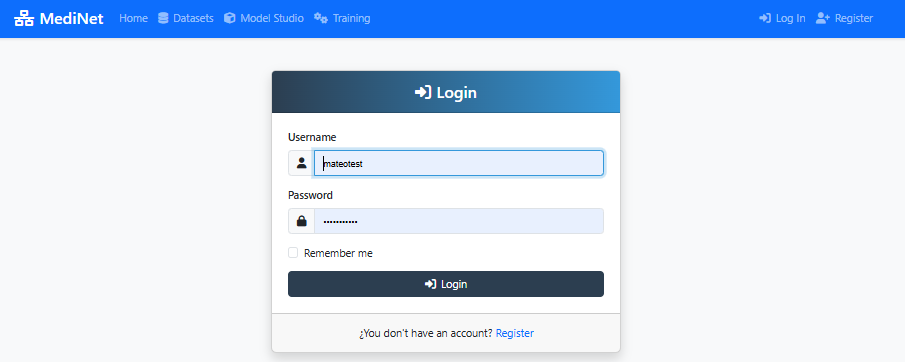 MediNet Home Datasets Model Studio Training Log In Register
Login
Username
mateotest
Password
•••••••••••
Remember me
Login
¿You don't have an account? Register